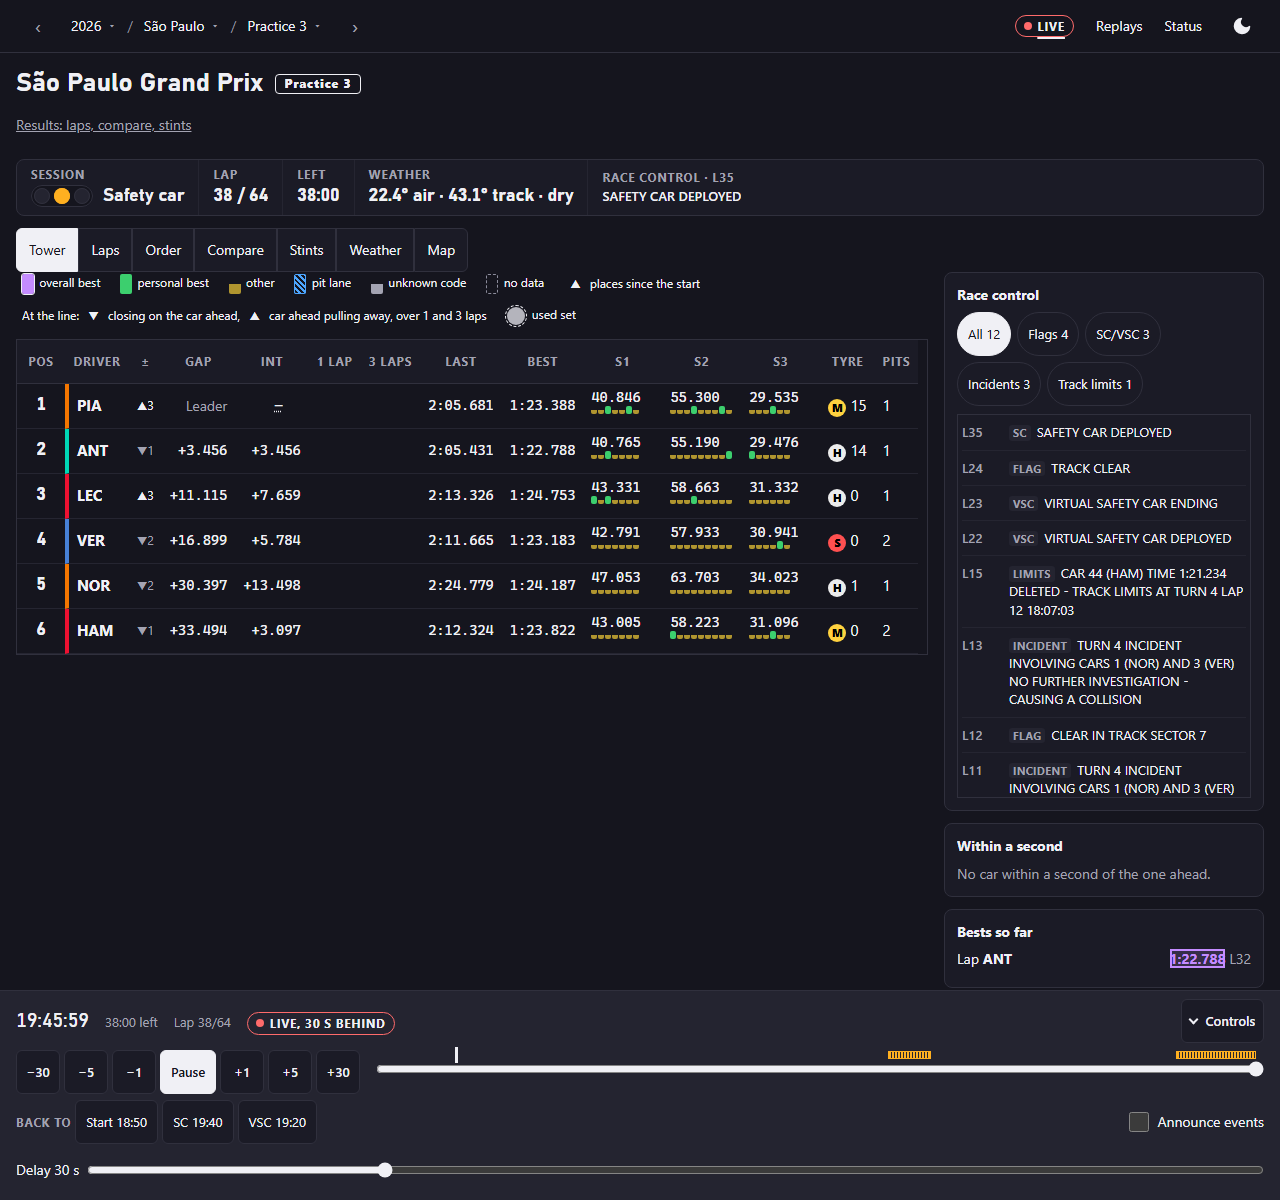 ‹ 2026 / São Paulo / Practice 3 ›
LIVE Replays Status
São Paulo Grand Prix Practice 3
Results: laps, compare, stints
SESSION LAP LEFT WEATHER RACE CONTROL · L35
Safety car 38 / 64 38:00 22.4° air · 43.1° track · dry SAFETY CAR DEPLOYED
Tower Laps Order Compare Stints Weather Map
overall best personal best other pit lane unknown code no data ▲ places since the start
At the line: ▼ closing on the car ahead, ▲ car ahead pulling away, over 1 and 3 laps used set
POS DRIVER ± GAP INT 1 LAP 3 LAPS LAST BEST S1 S2 S3 TYRE PITS
1 PIA ▲3 Leader – 2:05.681 1:23.388 40.846 55.300 29.535 M 15 1
2 ANT ▼1 +3.456 +3.456 2:05.431 1:22.788 40.765 55.190 29.476 H 14 1
3 LEC ▲3 +11.115 +7.659 2:13.326 1:24.753 43.331 58.663 31.332 H 0 1
4 VER ▼2 +16.899 +5.784 2:11.665 1:23.183 42.791 57.933 30.941 S 0 2
5 NOR ▼2 +30.397 +13.498 2:24.779 1:24.187 47.053 63.703 34.023 H 1 1
6 HAM ▼1 +33.494 +3.097 2:12.324 1:23.822 43.005 58.223 31.096 M 0 2
Race control
All 12 Flags 4 SC/VSC 3
Incidents 3 Track limits 1
L35 SC SAFETY CAR DEPLOYED
L24 FLAG TRACK CLEAR
L23 VSC VIRTUAL SAFETY CAR ENDING
L22 VSC VIRTUAL SAFETY CAR DEPLOYED
L15 LIMITS CAR 44 (HAM) TIME 1:21.234
DELETED - TRACK LIMITS AT TURN 4 LAP
12 18:07:03
L13 INCIDENT TURN 4 INCIDENT
INVOLVING CARS 1 (NOR) AND 3 (VER)
NO FURTHER INVESTIGATION -
CAUSING A COLLISION
L12 FLAG CLEAR IN TRACK SECTOR 7
L11 INCIDENT TURN 4 INCIDENT
INVOLVING CARS 1 (NOR) AND 3 (VER)
Within a second
No car within a second of the one ahead.
Bests so far
Lap ANT 1:22.788 L32
19:45:59 38:00 left Lap 38/64 LIVE, 30 S BEHIND Controls
−30 −5 −1 Pause +1 +5 +30
BACK TO Start 18:50 SC 19:40 VSC 19:20 Announce events
Delay 30 s